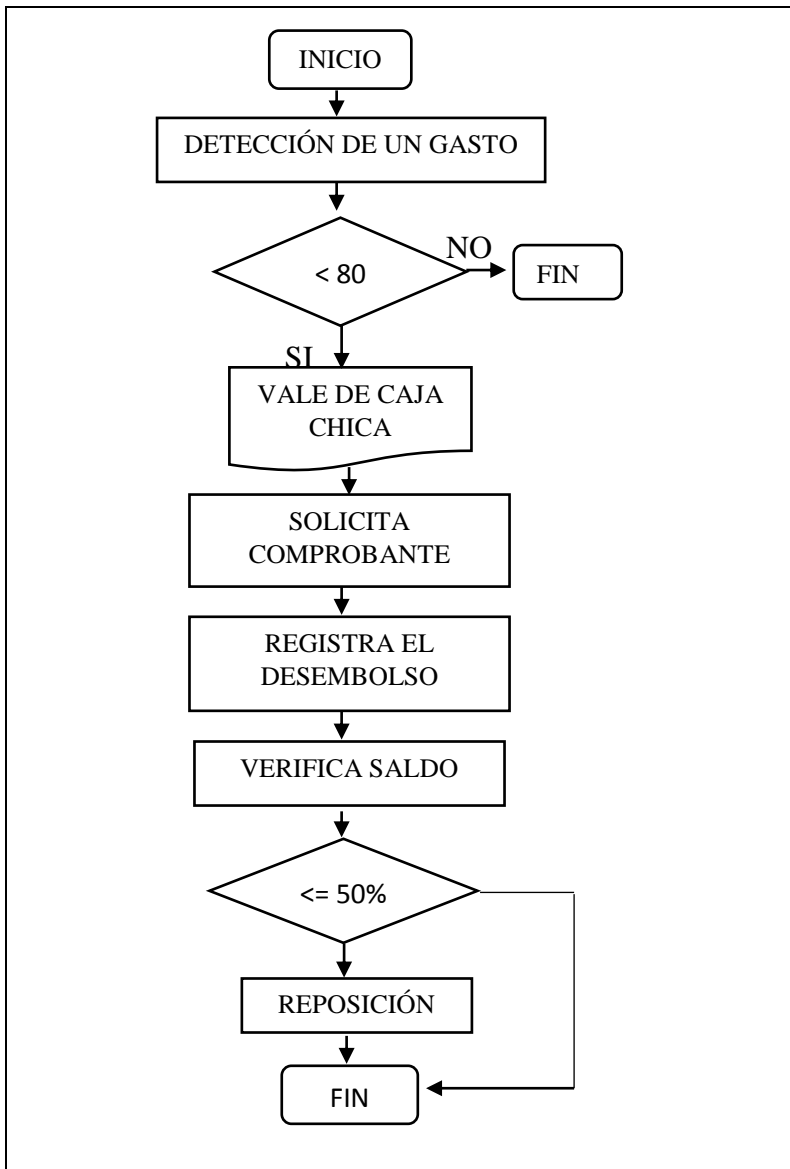 INICIO
DETECCIÓN DE UN GASTO
< 80
NO
FIN
SI
VALE DE CAJA
CHICA
SOLICITA
COMPROBANTE
REGISTRA EL
DESEMBOLSO
VERIFICA SALDO
<= 50%
REPOSICIÓN
FIN